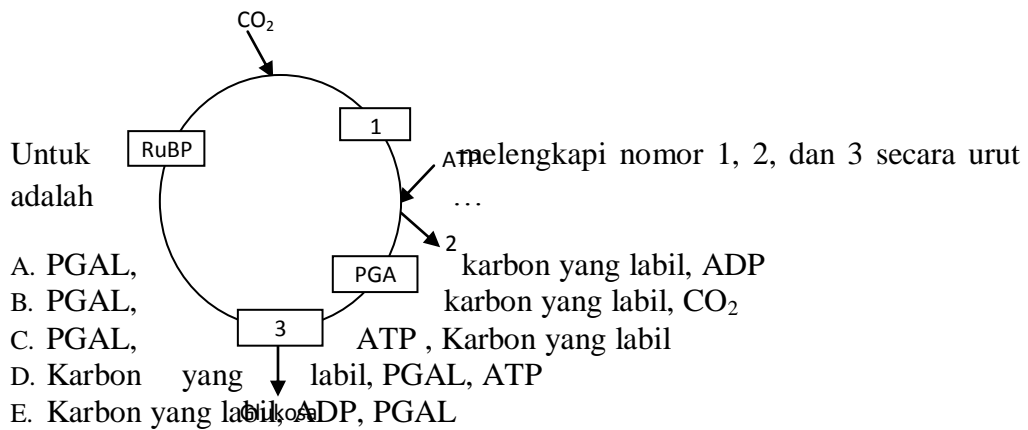 CO₂
1
Untuk RuBP ATP melengkapi nomor 1, 2, dan 3 secara urut
adalah …
2
A. PGAL, karbon yang labil, ADP
PGA
B. PGAL, karbon yang labil, CO₂
3
C. PGAL, ATP , Karbon yang labil
D. Karbon yang labil, PGAL, ATP
E. Karbon yang labil, ADP, PGAL
Glukosa